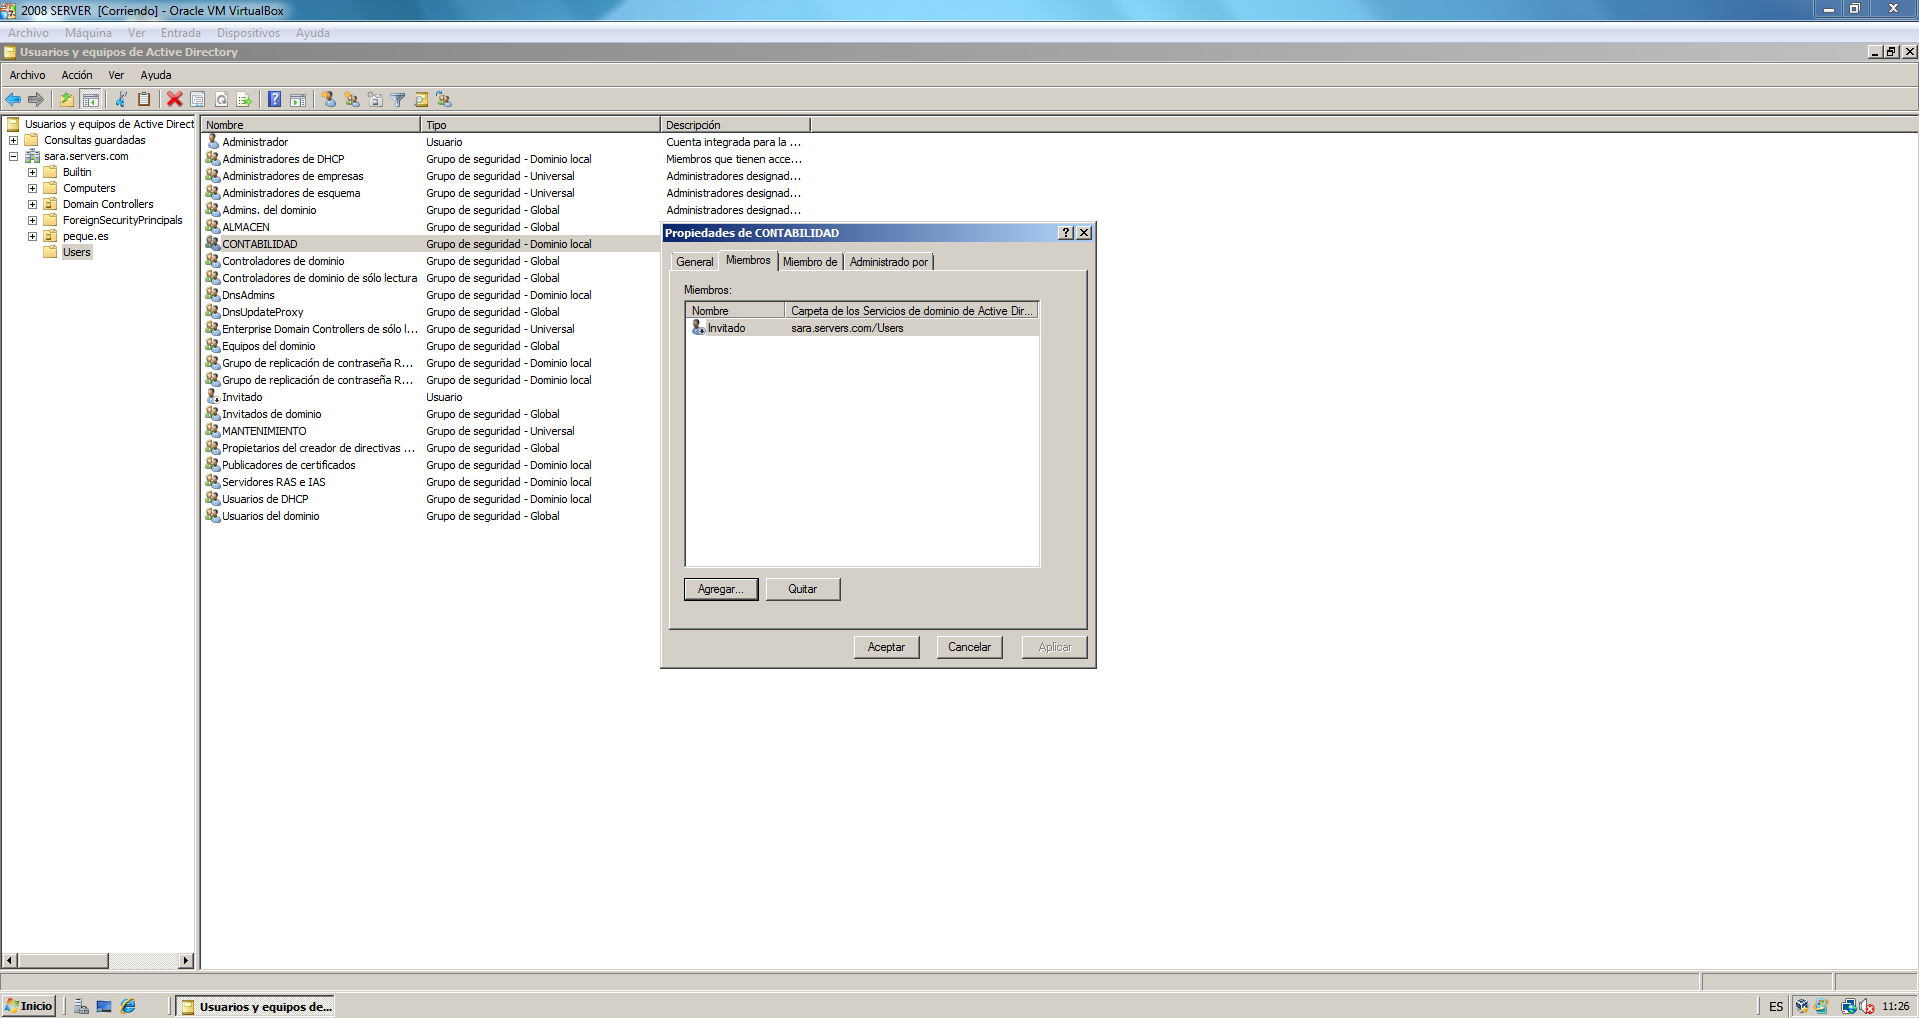 2008 SERVER [Corriendo] - Oracle VM VirtualBox
Archivo Máquina Ver Entrada Dispositivos Ayuda
Usuarios y equipos de Active Directory
Archivo Acción Ver Ayuda
Usuarios y equipos de Active Direct
Consultas guardadas
sara.servers.com
Builtin
Computers
Domain Controllers
ForeignSecurityPrincipals
peque.es
Users
Nombre Tipo Descripción
Administrador Usuario Cuenta integrada para la ...
Administradores de DHCP Grupo de seguridad - Dominio local Miembros que tienen acce...
Administradores de empresas Grupo de seguridad - Universal Administradores designad...
Administradores de esquema Grupo de seguridad - Universal Administradores designad...
Admins. del dominio Grupo de seguridad - Global Administradores designad...
ALMACEN Grupo de seguridad - Global
CONTABILIDAD Grupo de seguridad - Dominio local
Controladores de dominio Grupo de seguridad - Global
Controladores de dominio de sólo lectura Grupo de seguridad - Global
DnsAdmins Grupo de seguridad - Dominio local
DnsUpdateProxy Grupo de seguridad - Global
Enterprise Domain Controllers de sólo l... Grupo de seguridad - Universal
Equipos del dominio Grupo de seguridad - Global
Grupo de replicación de contraseña R... Grupo de seguridad - Dominio local
Grupo de replicación de contraseña R... Grupo de seguridad - Dominio local
Invitado Usuario
Invitados de dominio Grupo de seguridad - Global
MANTENIMIENTO Grupo de seguridad - Universal
Propietarios del creador de directivas ... Grupo de seguridad - Global
Publicadores de certificados Grupo de seguridad - Dominio local
Servidores RAS e IAS Grupo de seguridad - Dominio local
Usuarios de DHCP Grupo de seguridad - Dominio local
Usuarios del dominio Grupo de seguridad - Global
Propiedades de CONTABILIDAD
General Miembros Miembro de Administrado por
Miembros:
Nombre Carpeta de los Servicios de dominio de Active Dir...
Invitado sara.servers.com/Users
Agregar... Quitar
Aceptar Cancelar Aplicar
Inicio Usuarios y equipos de... ES 11:26